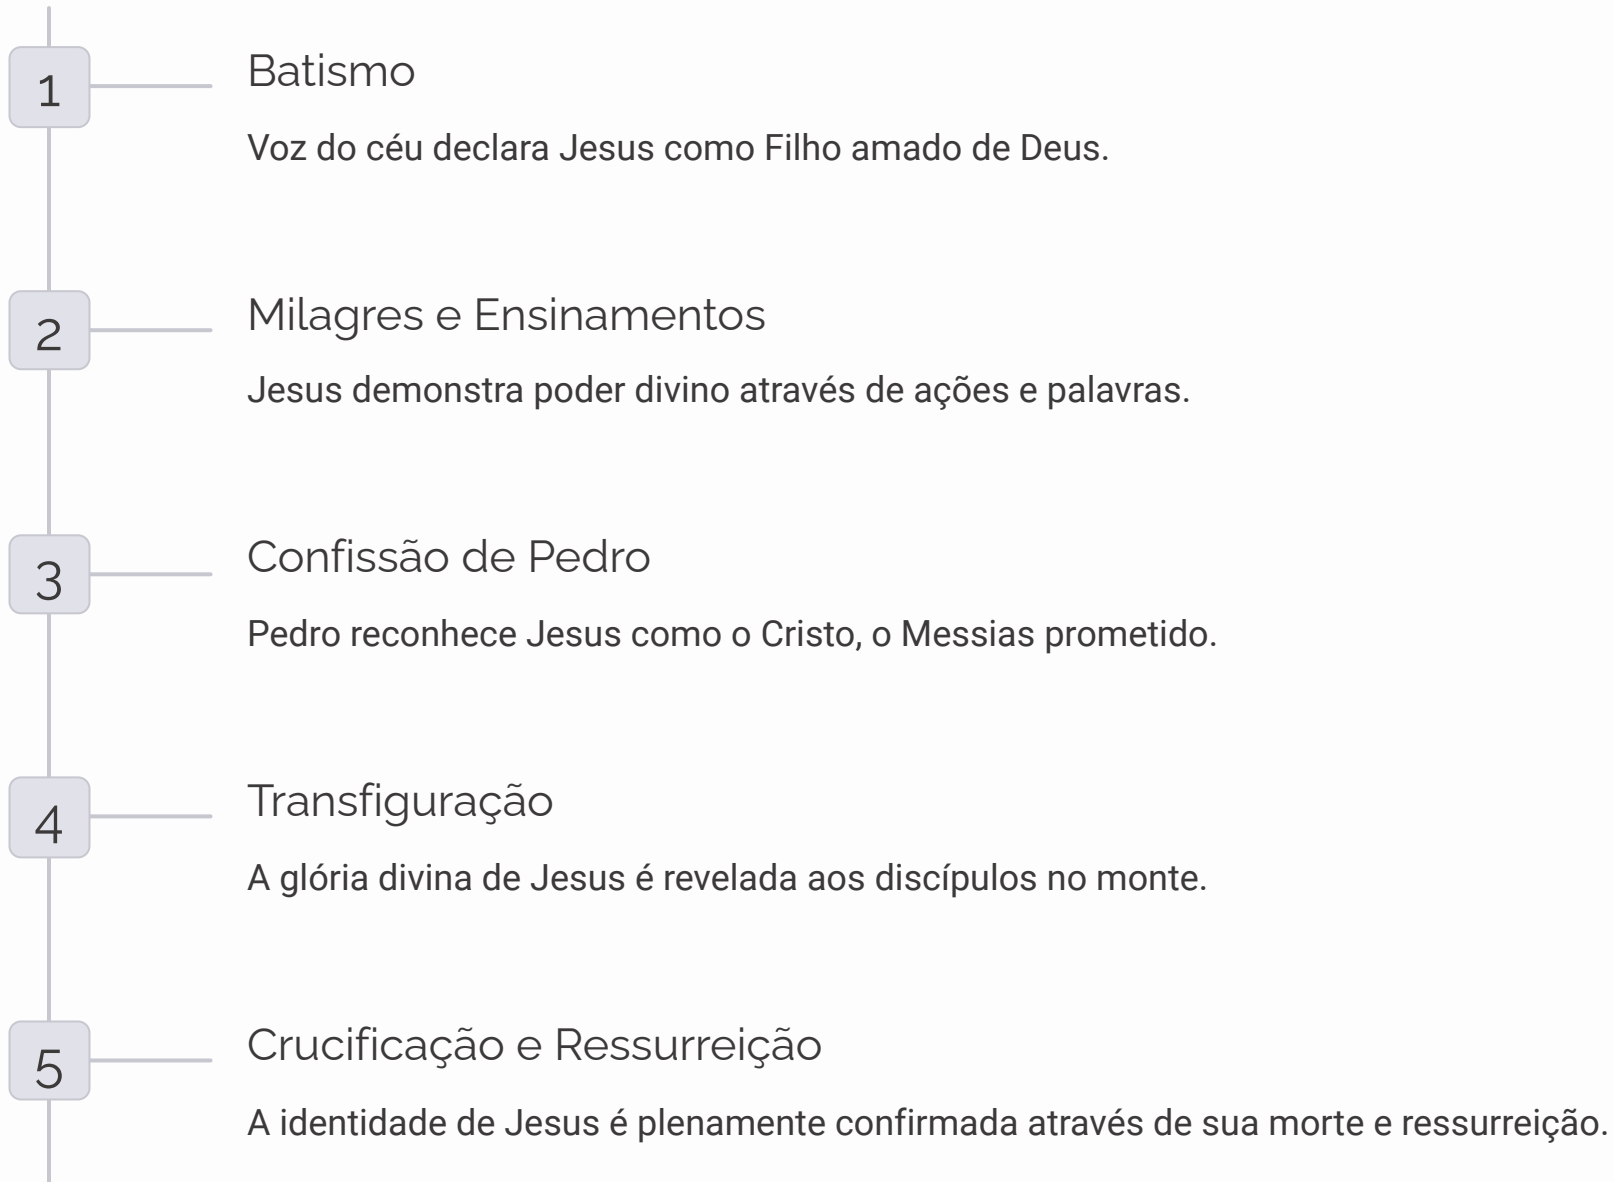 1
Batismo
Voz do céu declara Jesus como Filho amado de Deus.
2
Milagres e Ensinamentos
Jesus demonstra poder divino através de ações e palavras.
3
Confissão de Pedro
Pedro reconhece Jesus como o Cristo, o Messias prometido.
4
Transfiguração
A glória divina de Jesus é revelada aos discípulos no monte.
5
Crucificação e Ressurreição
A identidade de Jesus é plenamente confirmada através de sua morte e ressurreição.